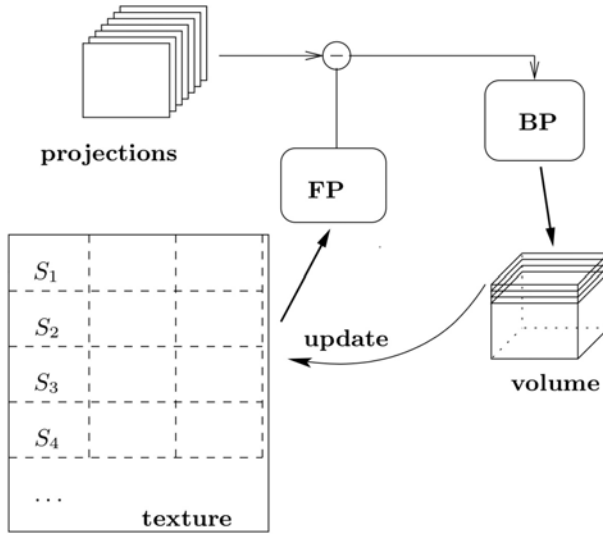 projections
BP
FP
S₁
S₂
update
S₃
volume
S₄
...
texture